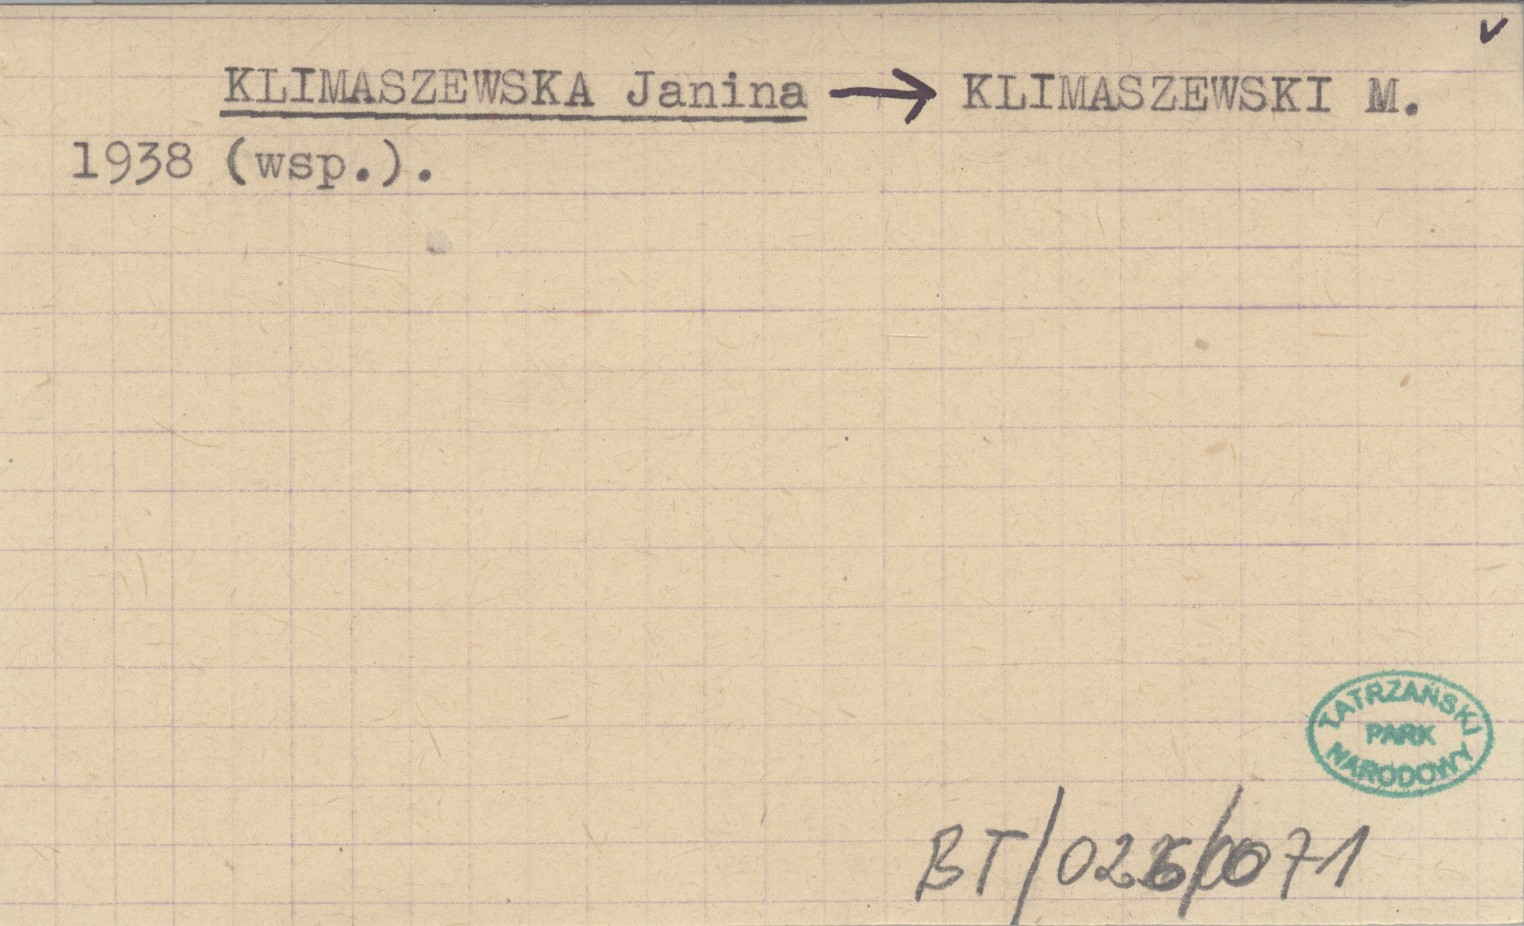 ✓
KLIMASZEWSKA Janina → KLIMASZEWSKI M.
1938 (wsp.).
TATRZAŃSKI
PARK
NARODOWY
BT/026/0071